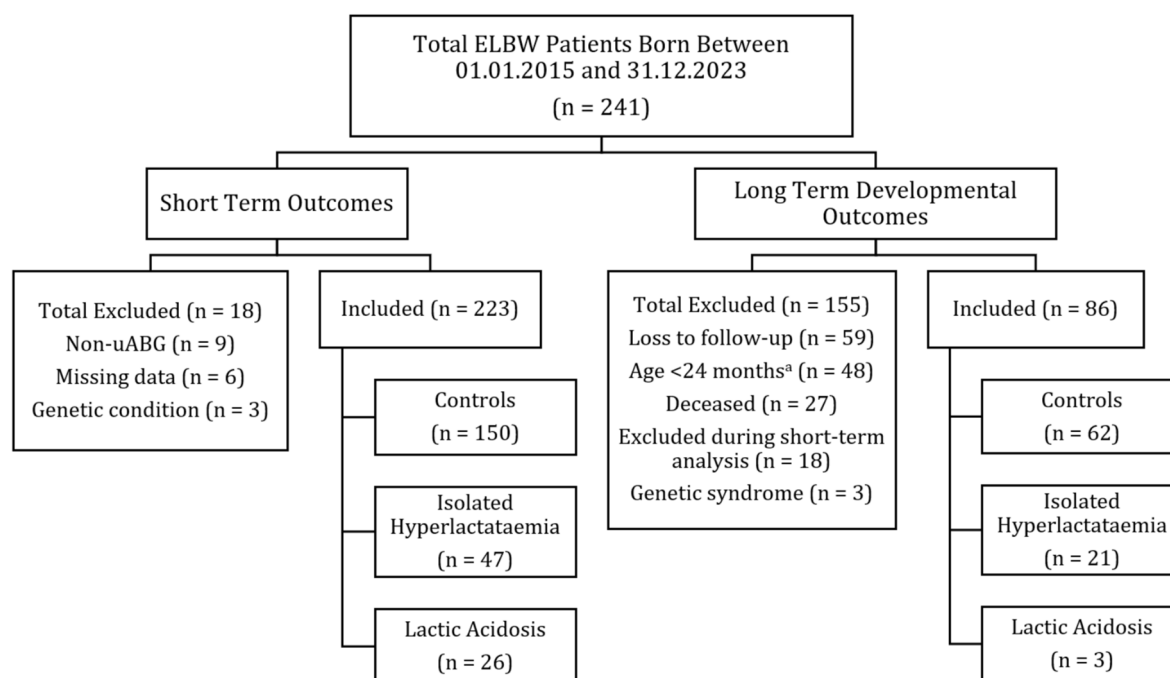 Total ELBW Patients Born Between
01.01.2015 and 31.12.2023
(n = 241)
Short Term Outcomes
Total Excluded (n = 18)
Non-uABG (n = 9)
Missing data (n = 6)
Genetic condition (n = 3)
Included (n = 223)
Controls
(n = 150)
Isolated
Hyperlactataemia
(n = 47)
Lactic Acidosis
(n = 26)
Long Term Developmental
Outcomes
Total Excluded (n = 155)
Loss to follow-up (n = 59)
Age <24 monthsᵃ (n = 48)
Deceased (n = 27)
Excluded during short-term
analysis (n = 18)
Genetic syndrome (n = 3)
Included (n = 86)
Controls
(n = 62)
Isolated
Hyperlactataemia
(n = 21)
Lactic Acidosis
(n = 3)